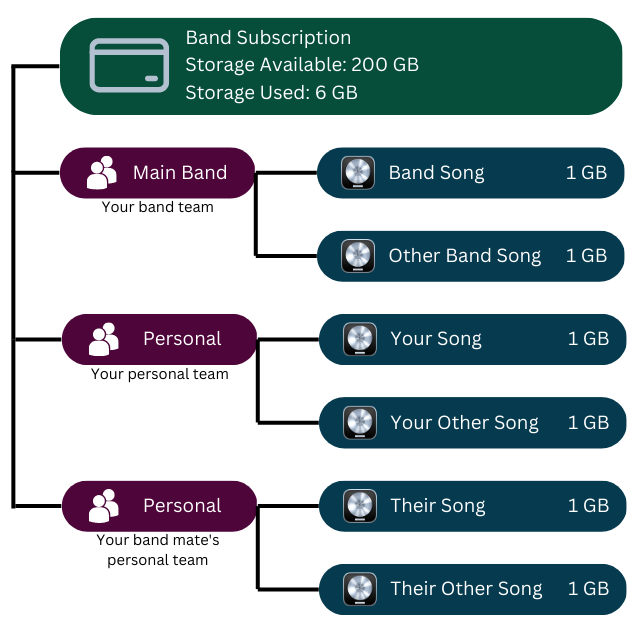 Band Subscription
Storage Available: 200 GB
Storage Used: 6 GB
Main Band
Your band team
Band Song 1 GB
Other Band Song 1 GB
Personal
Your personal team
Your Song 1 GB
Your Other Song 1 GB
Personal
Your band mate's
personal team
Their Song 1 GB
Their Other Song 1 GB